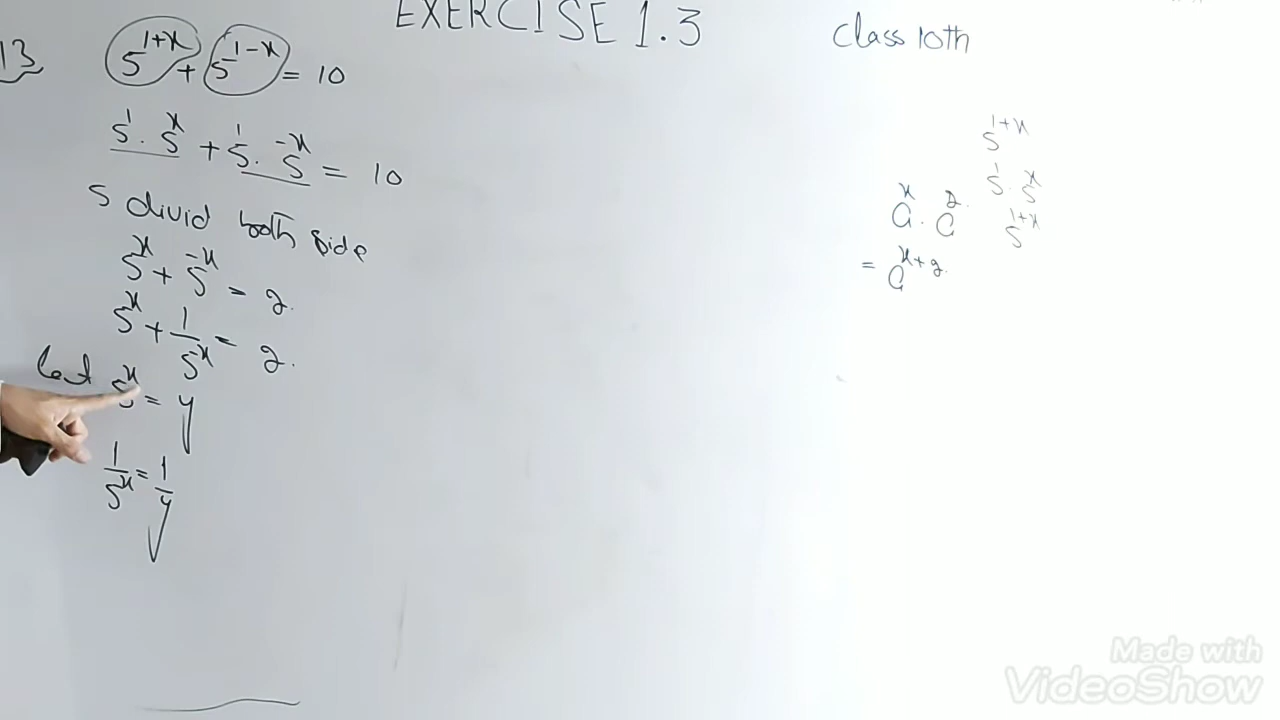 EXERCISE 1.3
Class 10th
13
5^{1+x} + 5^{1-x} = 10
5^1 . 5^x + 5^1 . 5^{-x} = 10
5 divid both side
5^x + 5^{-x} = 2.
5^x + 1/5^x = 2.
let 5^x = y
1/5^x = 1/y
5^{1+x}
5^1 . 5^x
5^{1+x}
a^x . a^y
= a^{x+y}
Made with
VideoShow